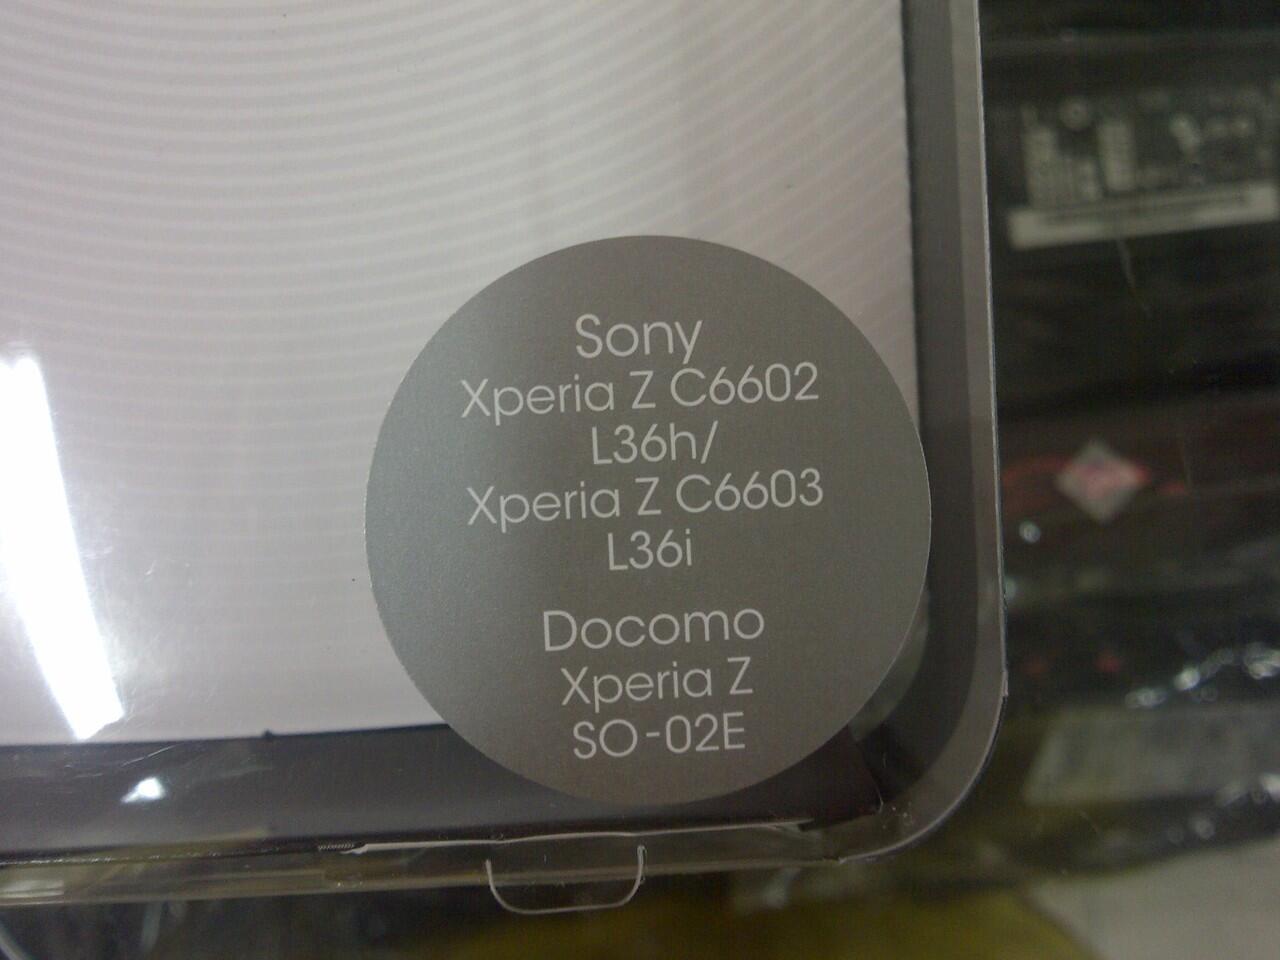 Sony
Xperia Z C6602
L36h/
Xperia Z C6603
L36i
Docomo
Xperia Z
SO-02E